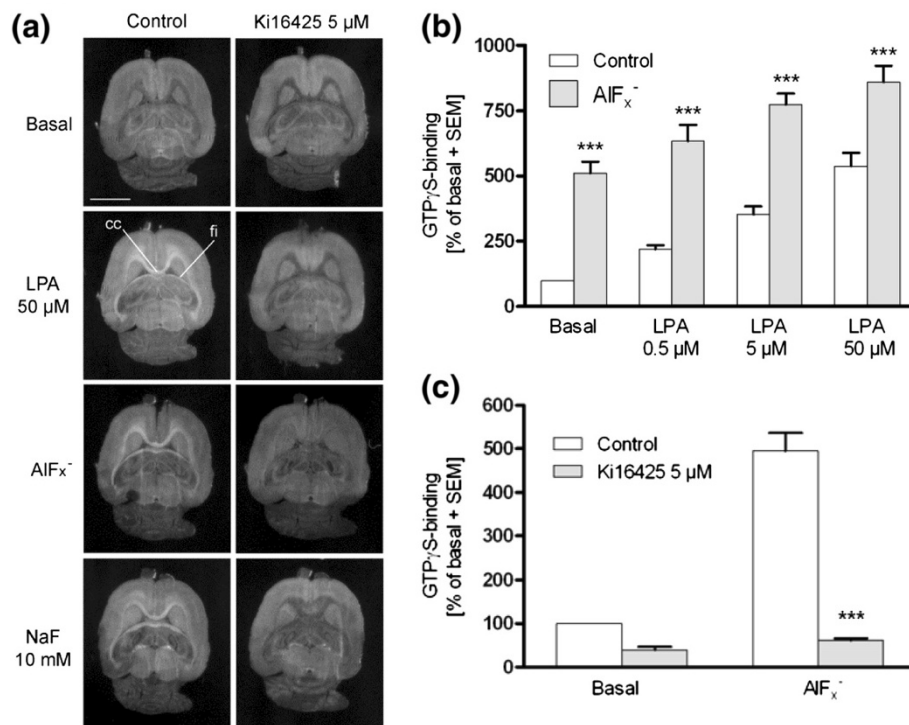 (a)
Control
Ki16425 5 µM
Basal
LPA
50 µM
cc
fi
AlFx-
NaF
10 mM
(b)
GTPγS-binding
[% of basal + SEM]
1000
750
500
250
0
Control
AlFx-
***
***
***
***
Basal
LPA
0.5 µM
LPA
5 µM
LPA
50 µM
(c)
GTPγS-binding
[% of basal + SEM]
600
500
400
300
200
100
0
Control
Ki16425 5 µM
***
Basal
AlFx-